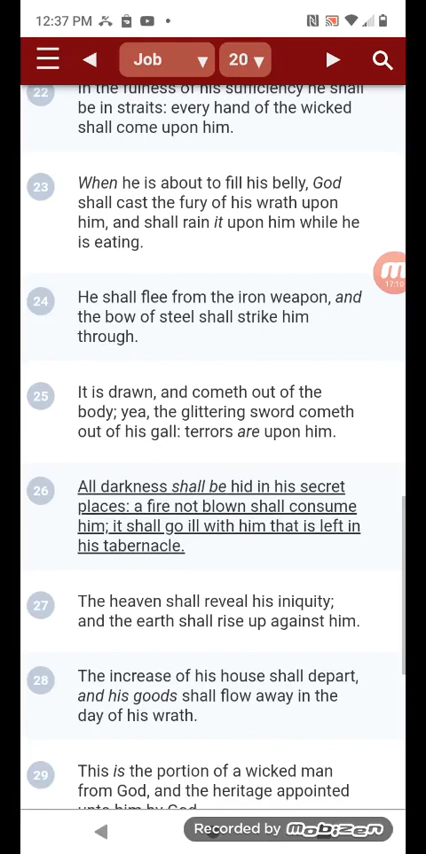 12:37 PM
Job
20
22
In the fulness of his sufficiency he shall
be in straits: every hand of the wicked
shall come upon him.
23
When he is about to fill his belly, God
shall cast the fury of his wrath upon
him, and shall rain it upon him while he
is eating.
17:10
24
He shall flee from the iron weapon, and
the bow of steel shall strike him
through.
25
It is drawn, and cometh out of the
body; yea, the glittering sword cometh
out of his gall: terrors are upon him.
26
All darkness shall be hid in his secret
places: a fire not blown shall consume
him; it shall go ill with him that is left in
his tabernacle.
27
The heaven shall reveal his iniquity;
and the earth shall rise up against him.
28
The increase of his house shall depart,
and his goods shall flow away in the
day of his wrath.
29
This is the portion of a wicked man
from God, and the heritage appointed
unto him by God.
Recorded by Mobizen